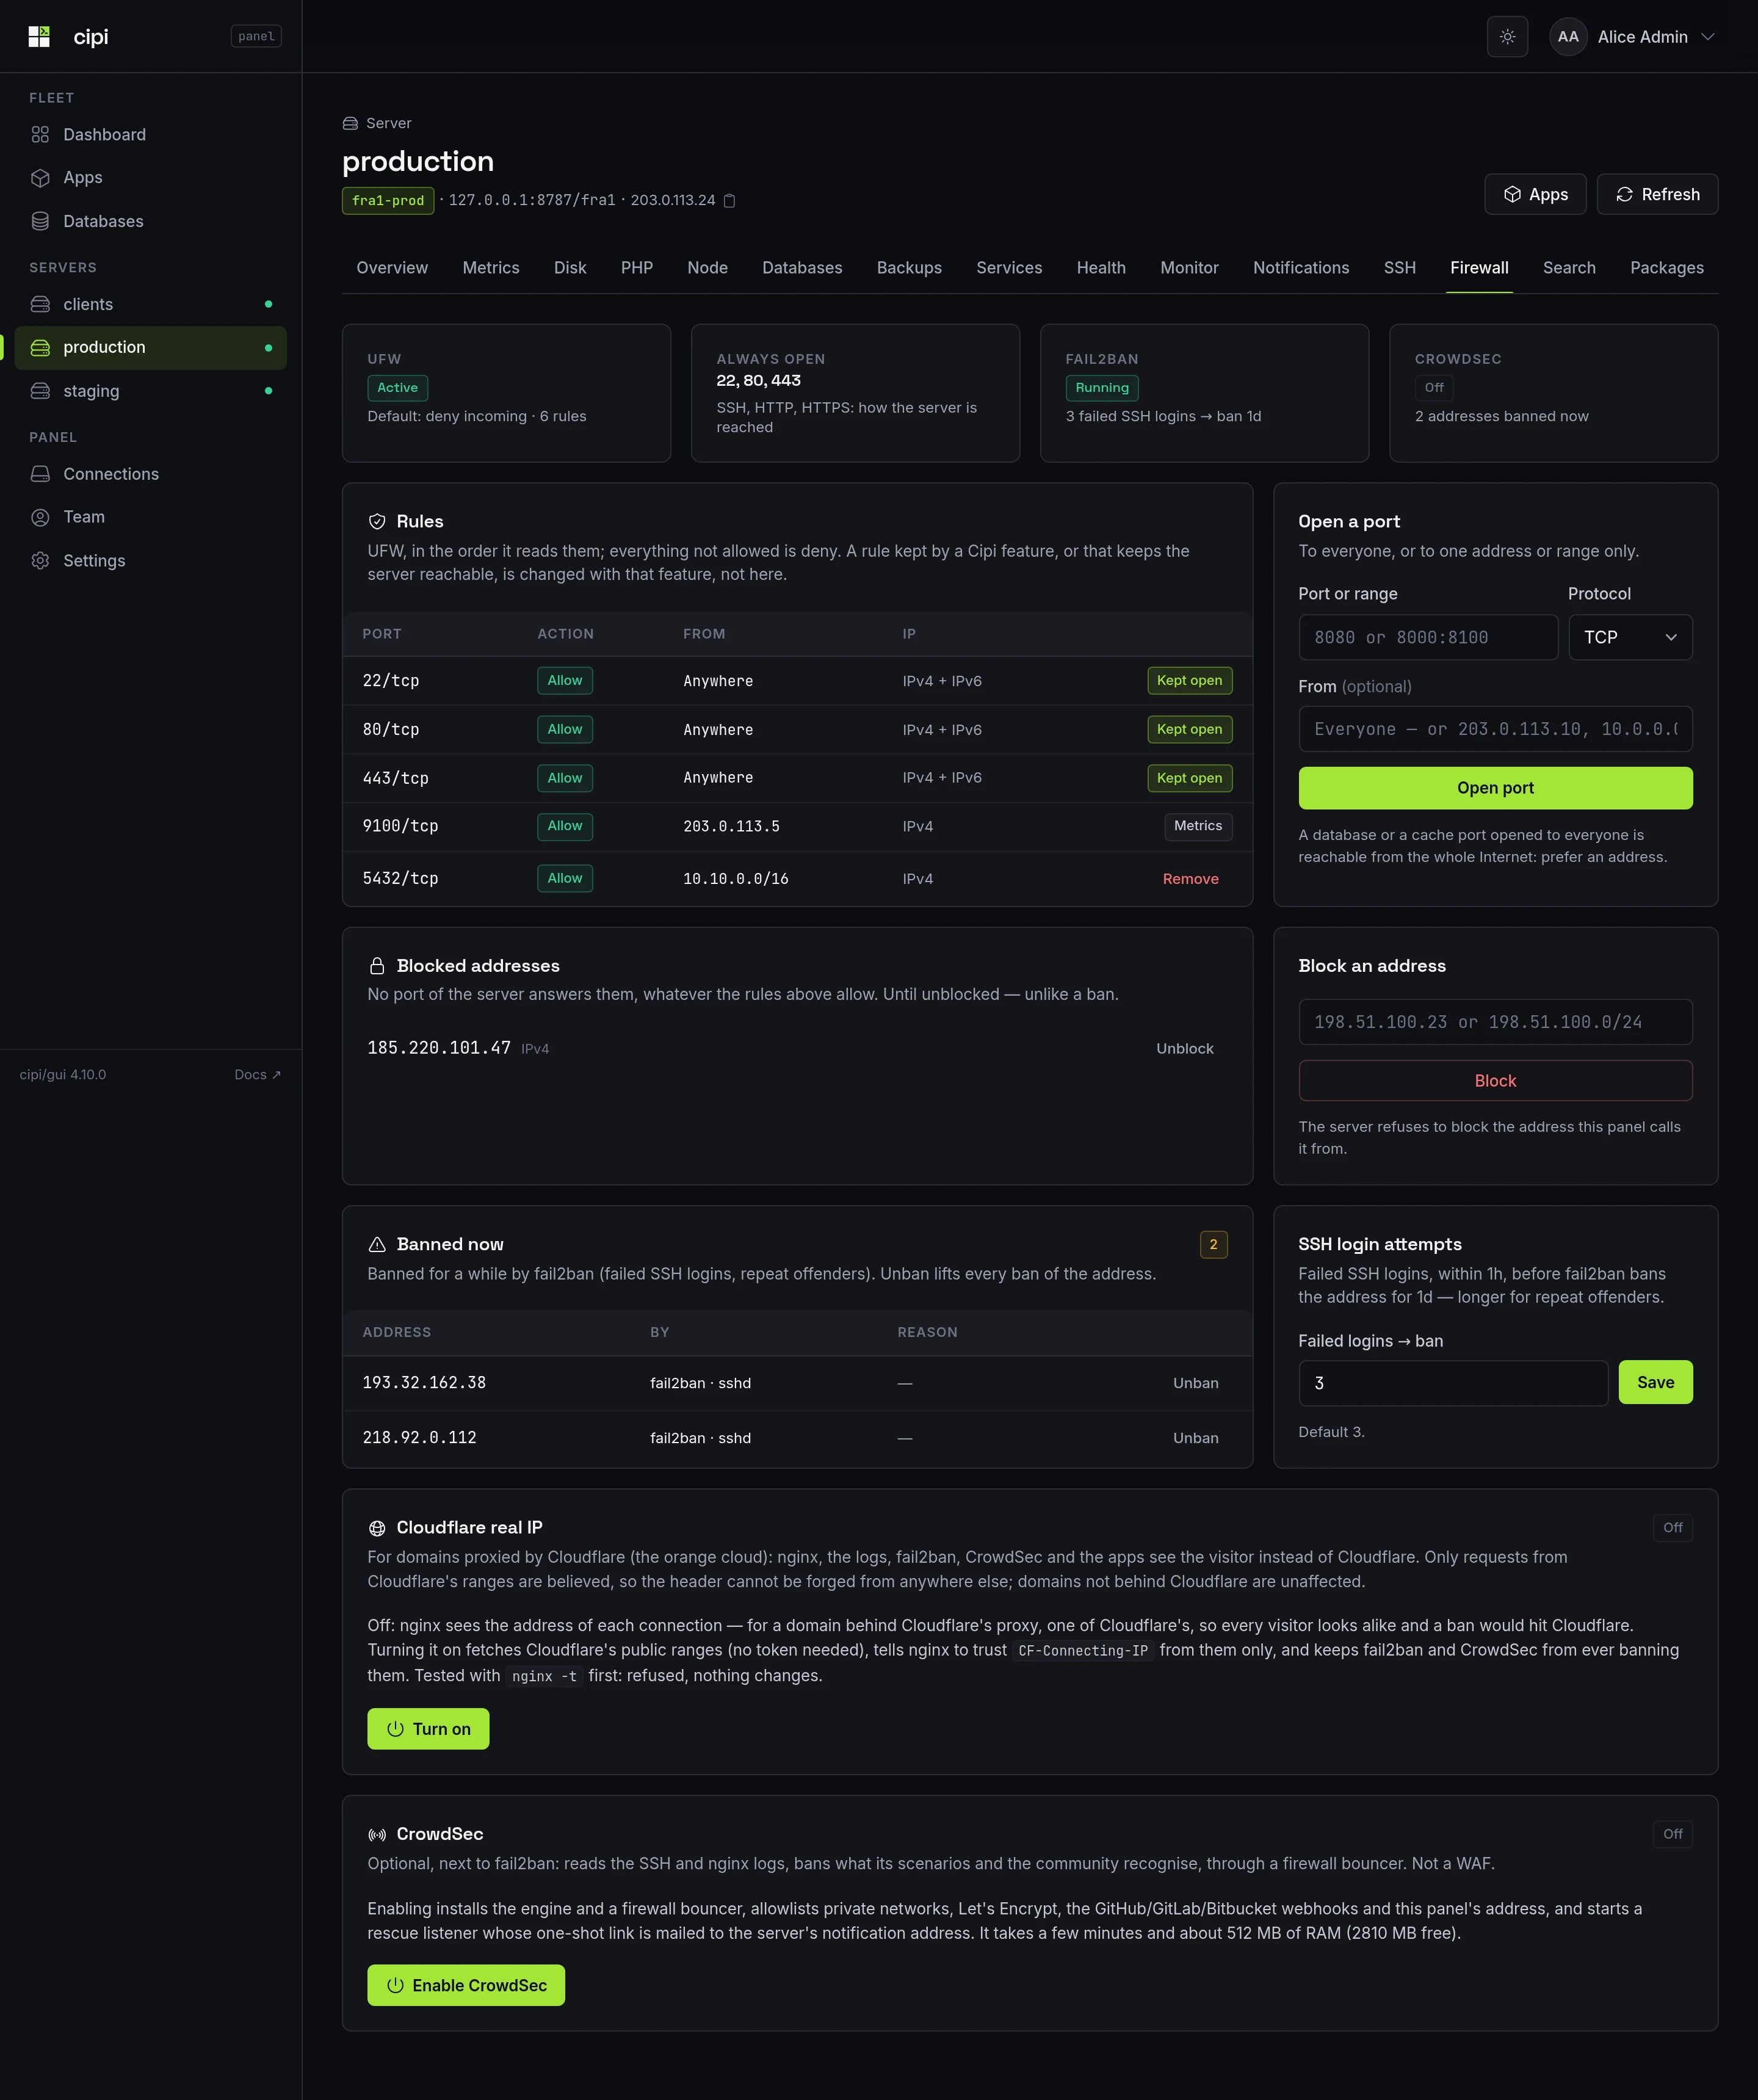 cipi
panel
AA
Alice Admin
FLEET
Dashboard
Apps
Databases
SERVERS
clients
production
staging
PANEL
Connections
Team
Settings
cipi/gui 4.10.0
Docs ↗
Server
production
fra1-prod · 127.0.0.1:8787/fra1 · 203.0.113.24
Apps
Refresh
Overview Metrics Disk PHP Node Databases Backups Services Health Monitor Notifications SSH Firewall Search Packages
UFW
Active
Default: deny incoming · 6 rules
ALWAYS OPEN
22, 80, 443
SSH, HTTP, HTTPS: how the server is
reached
FAIL2BAN
Running
3 failed SSH logins → ban 1d
CROWDSEC
Off
2 addresses banned now
Rules
UFW, in the order it reads them; everything not allowed is deny. A rule kept by a Cipi feature, or that keeps the
server reachable, is changed with that feature, not here.
PORT ACTION FROM IP
22/tcp Allow Anywhere IPv4 + IPv6 Kept open
80/tcp Allow Anywhere IPv4 + IPv6 Kept open
443/tcp Allow Anywhere IPv4 + IPv6 Kept open
9100/tcp Allow 203.0.113.5 IPv4 Metrics
5432/tcp Allow 10.10.0.0/16 IPv4 Remove
Open a port
To everyone, or to one address or range only.
Port or range
Protocol
8080 or 8000:8100
TCP
From (optional)
Everyone — or 203.0.113.10, 10.0.0.0
Open port
A database or a cache port opened to everyone is
reachable from the whole Internet: prefer an address.
Blocked addresses
No port of the server answers them, whatever the rules above allow. Until unblocked — unlike a ban.
185.220.101.47 IPv4 Unblock
Block an address
198.51.100.23 or 198.51.100.0/24
Block
The server refuses to block the address this panel calls
it from.
Banned now
2
Banned for a while by fail2ban (failed SSH logins, repeat offenders). Unban lifts every ban of the address.
ADDRESS BY REASON
193.32.162.38 fail2ban · sshd — Unban
218.92.0.112 fail2ban · sshd — Unban
SSH login attempts
Failed SSH logins, within 1h, before fail2ban bans
the address for 1d — longer for repeat offenders.
Failed logins → ban
3
Save
Default 3.
Cloudflare real IP
Off
For domains proxied by Cloudflare (the orange cloud): nginx, the logs, fail2ban, CrowdSec and the apps see the visitor instead of Cloudflare. Only requests from
Cloudflare's ranges are believed, so the header cannot be forged from anywhere else; domains not behind Cloudflare are unaffected.
Off: nginx sees the address of each connection — for a domain behind Cloudflare's proxy, one of Cloudflare's, so every visitor looks alike and a ban would hit Cloudflare.
Turning it on fetches Cloudflare's public ranges (no token needed), tells nginx to trust CF-Connecting-IP from them only, and keeps fail2ban and CrowdSec from ever banning
them. Tested with nginx -t first: refused, nothing changes.
Turn on
CrowdSec
Off
Optional, next to fail2ban: reads the SSH and nginx logs, bans what its scenarios and the community recognise, through a firewall bouncer. Not a WAF.
Enabling installs the engine and a firewall bouncer, allowlists private networks, Let's Encrypt, the GitHub/GitLab/Bitbucket webhooks and this panel's address, and starts a
rescue listener whose one-shot link is mailed to the server's notification address. It takes a few minutes and about 512 MB of RAM (2810 MB free).
Enable CrowdSec